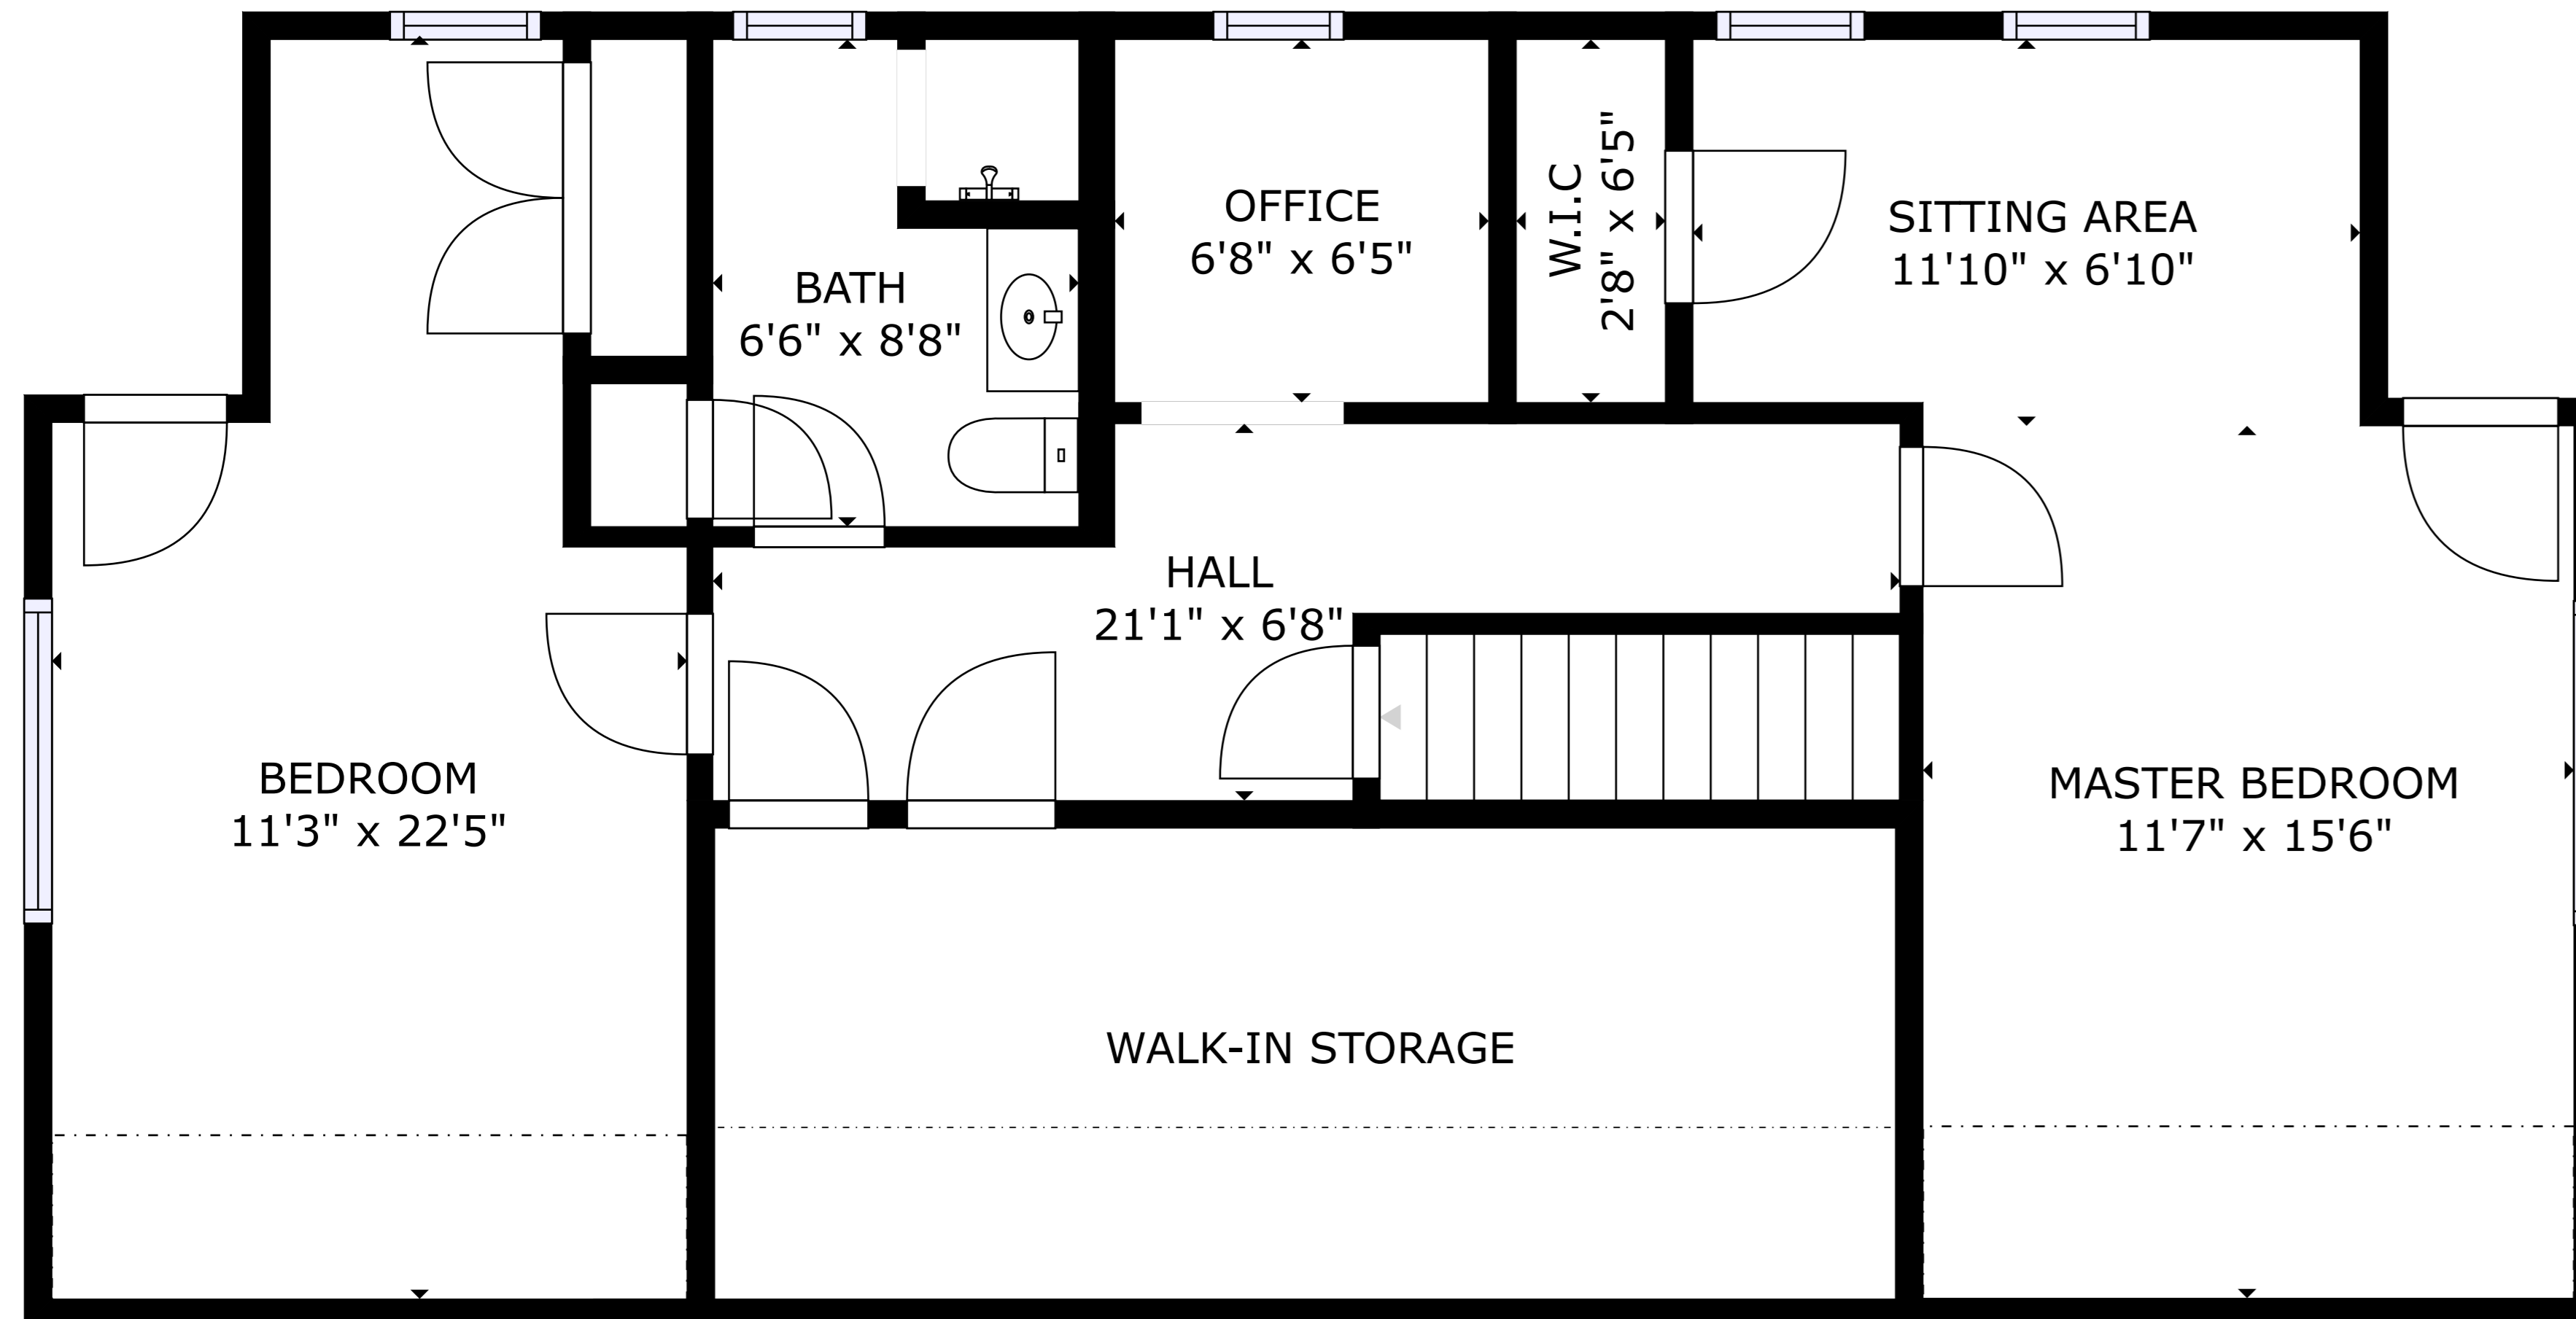 OFFICE
6'8" x 6'5"
W.I.C
2'8" x 6'5"
SITTING AREA
11'10" x 6'10"
BATH
6'6" x 8'8"
HALL
21'1" x 6'8"
BEDROOM
11'3" x 22'5"
MASTER BEDROOM
11'7" x 15'6"
WALK-IN STORAGE